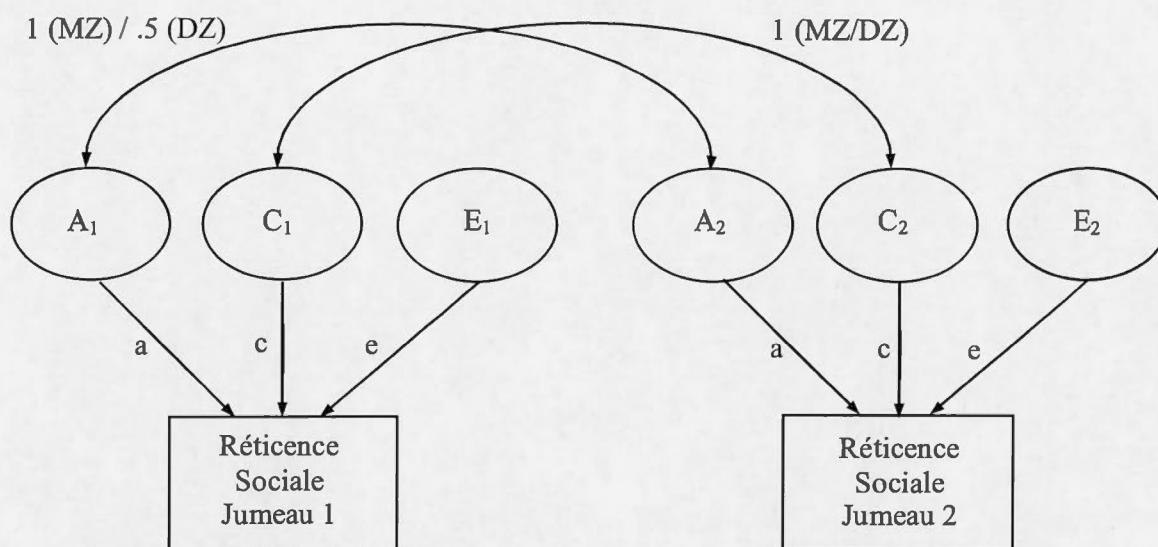 1 (MZ) / .5 (DZ)
1 (MZ/DZ)
A₁
C₁
E₁
A₂
C₂
E₂
a
c
e
a
c
e
Réticence
Sociale
Jumeau 1
Réticence
Sociale
Jumeau 2